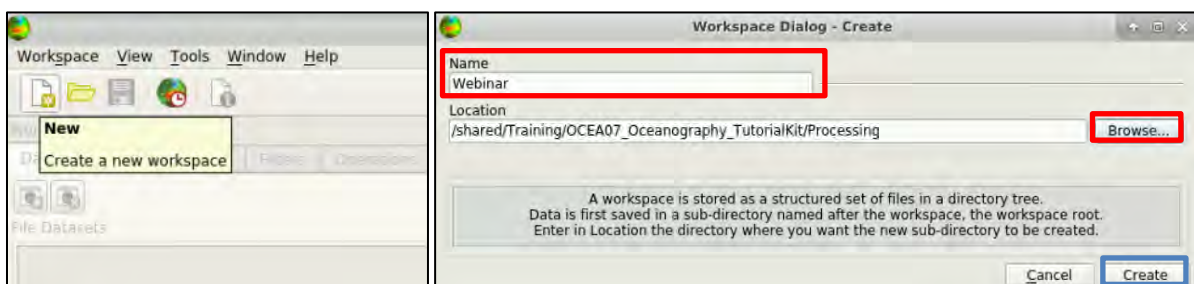 Workspace View Tools Window Help
New
Create a new workspace
File Datasets
Workspace Dialog - Create
Name
Webinar
Location
/shared/Training/OCEA07_Oceanography_TutorialKit/Processing
Browse...
A workspace is stored as a structured set of files in a directory tree.
Data is first saved in a sub-directory named after the workspace, the workspace root.
Enter in Location the directory where you want the new sub-directory to be created.
Cancel
Create